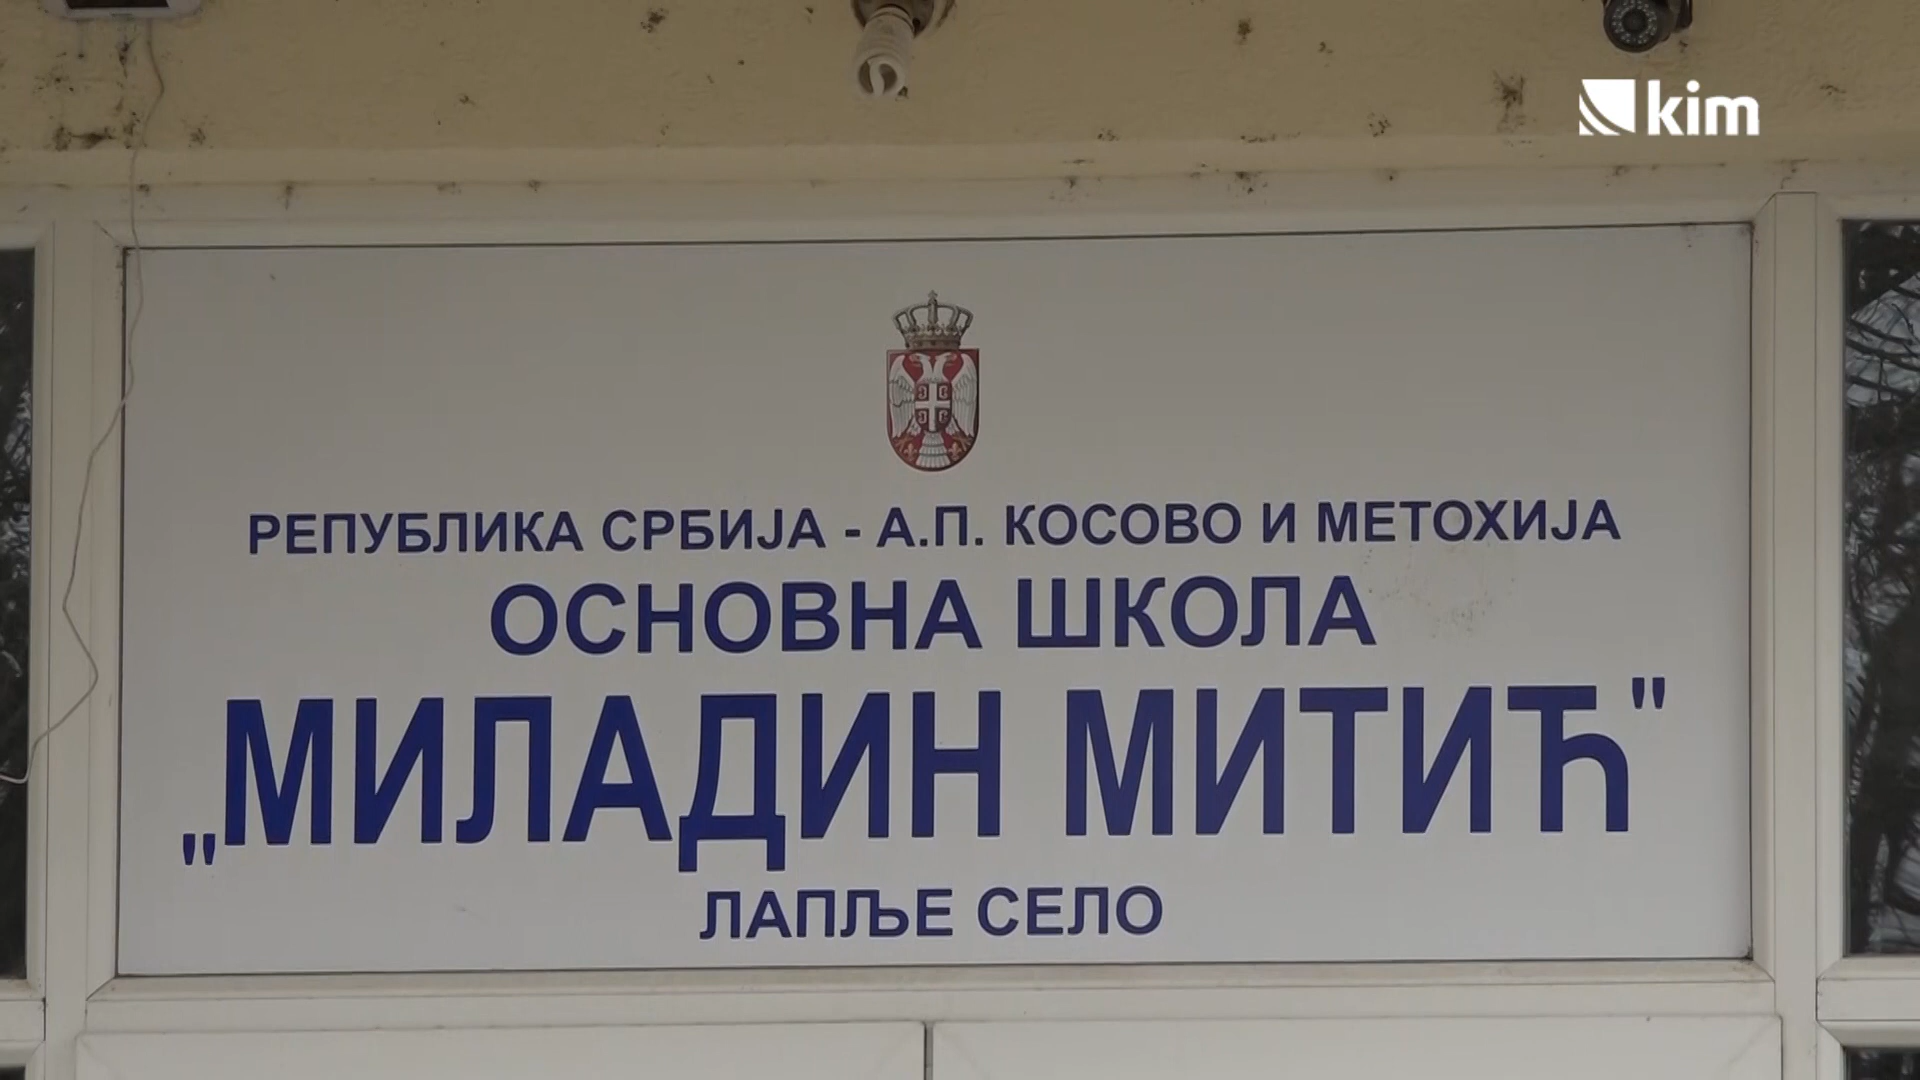 kim
РЕПУБЛИКА СРБИЈА - А.П. КОСОВО И МЕТОХИЈА
ОСНОВНА ШКОЛА
„МИЛАДИН МИТИЋ"
ЛАПЉЕ СЕЛО